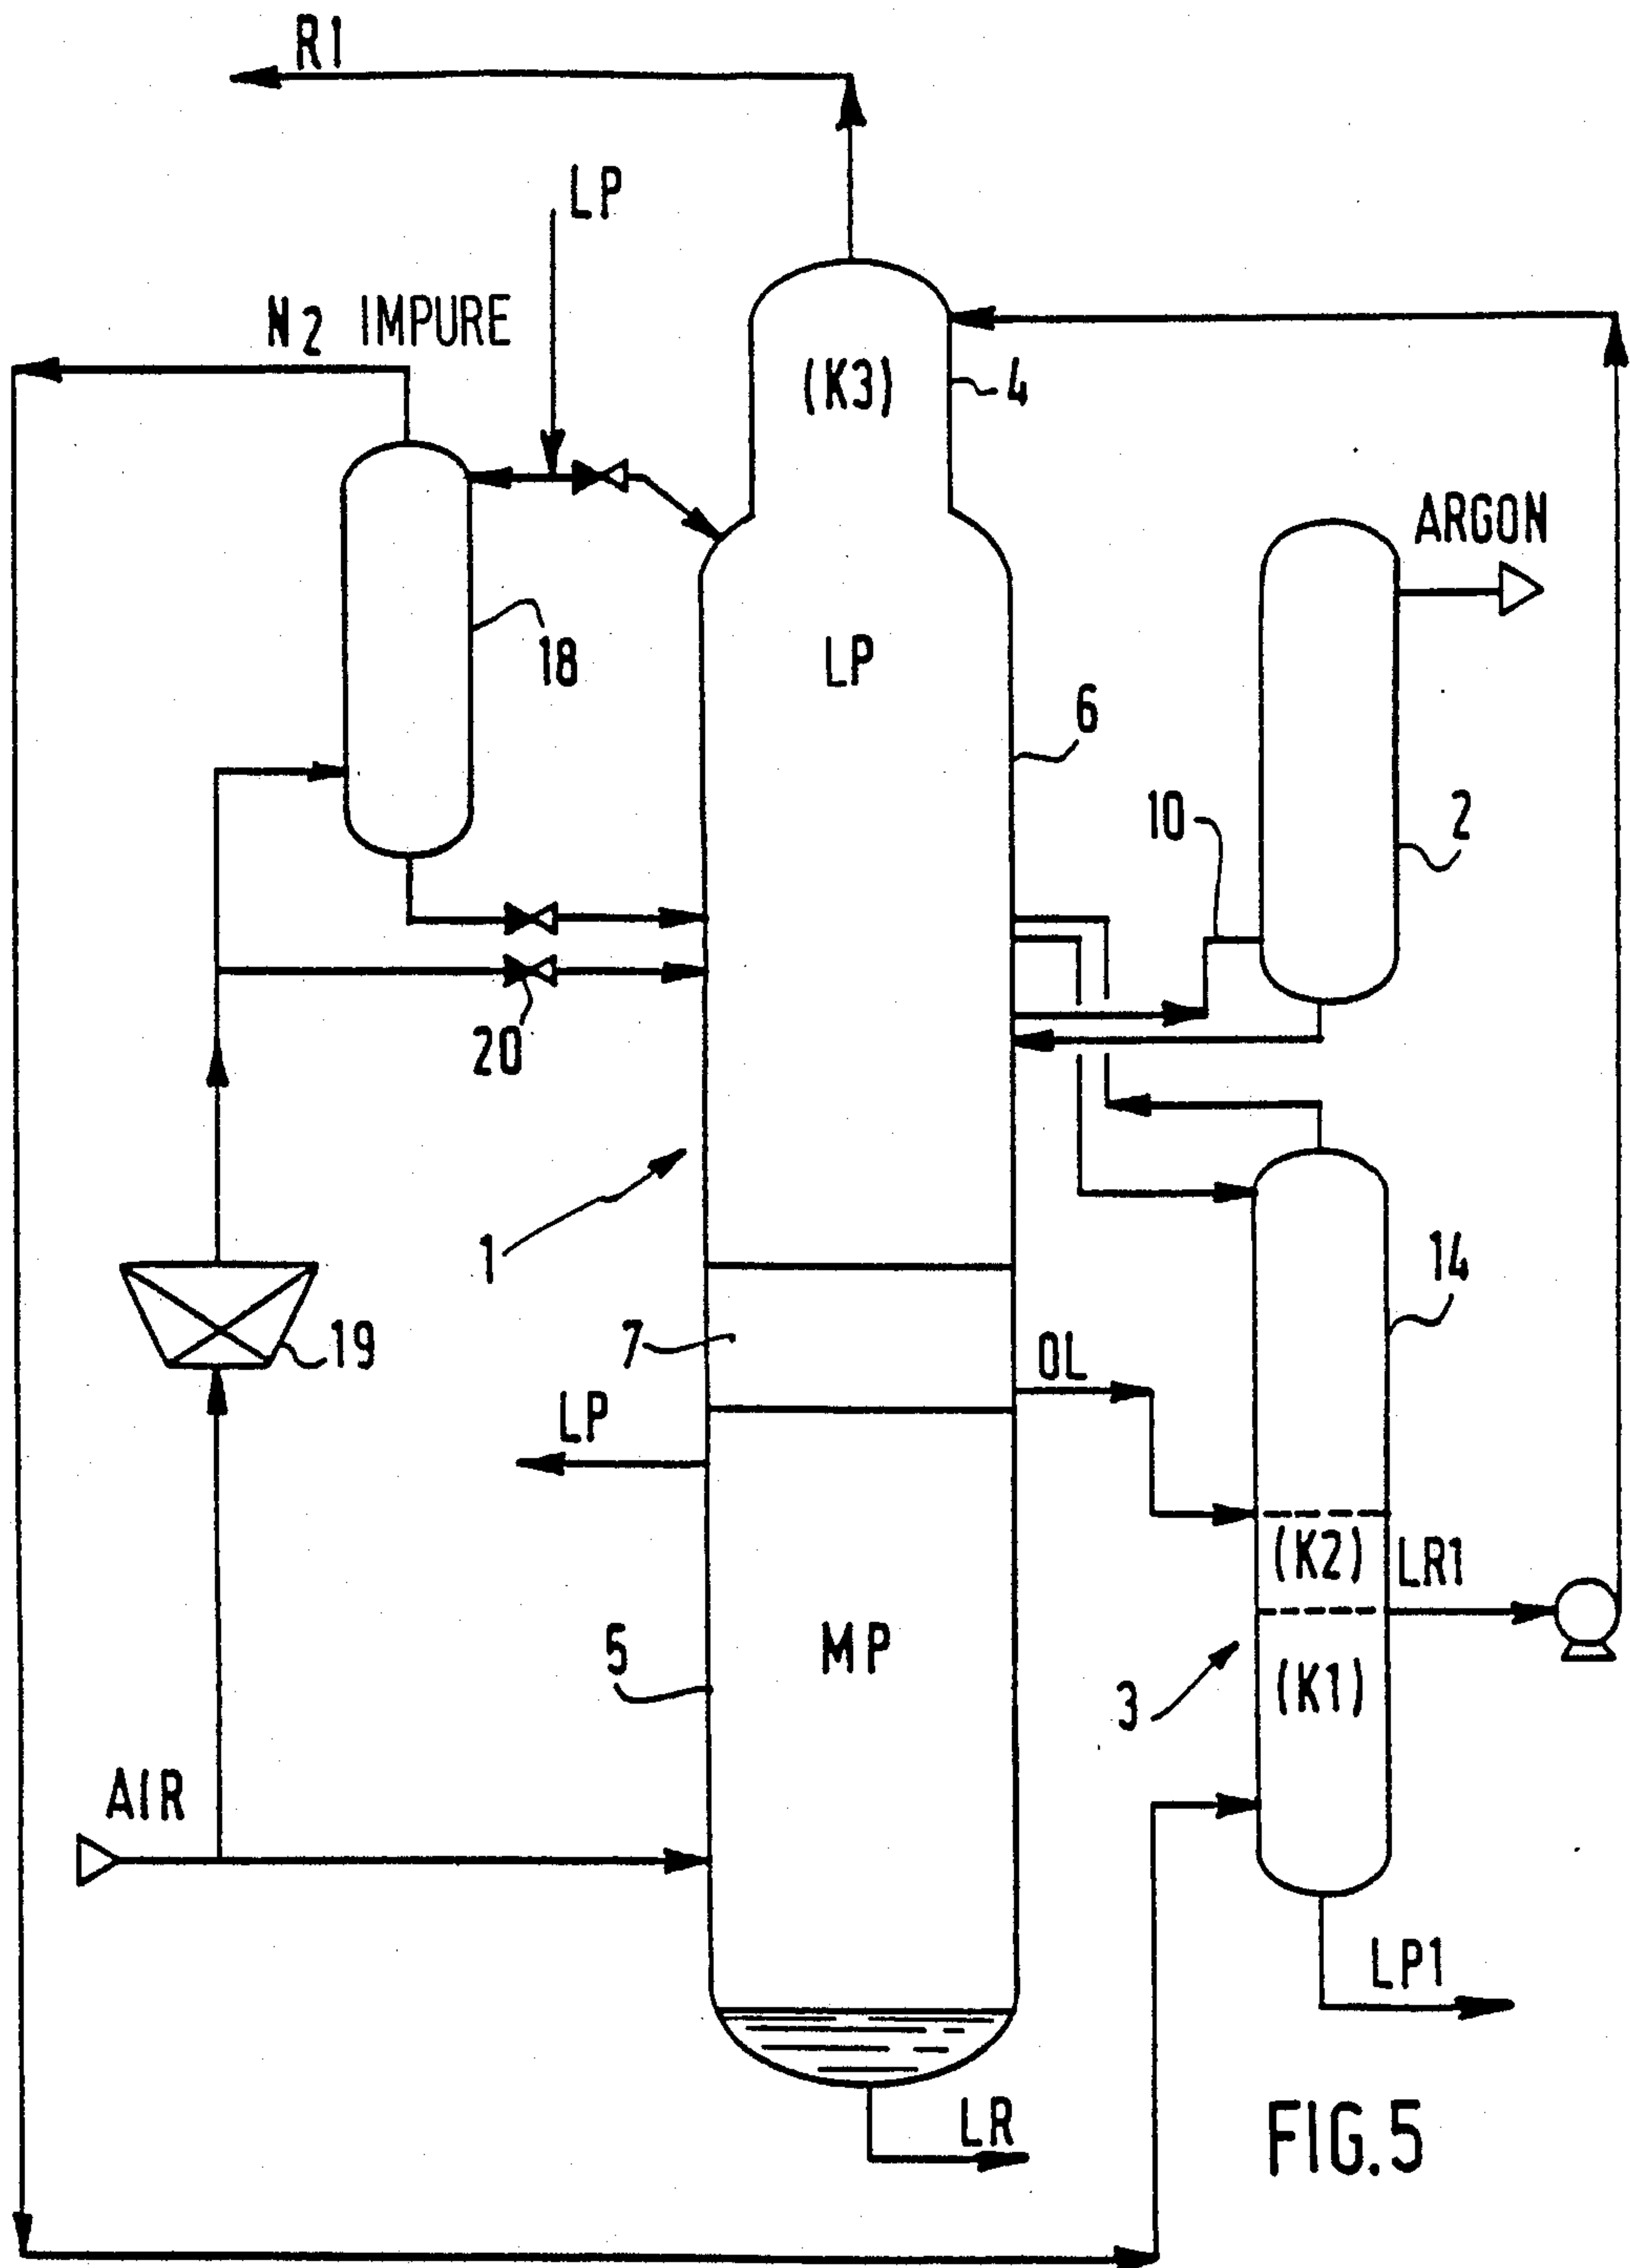 R1
LP
N2 IMPURE
(K3)
4
ARGON
18
LP
6
10
2
20
1
14
7
OL
19
LP
(K2)
LR1
5
MP
3
(K1)
AIR
LP1
LR
FIG.5